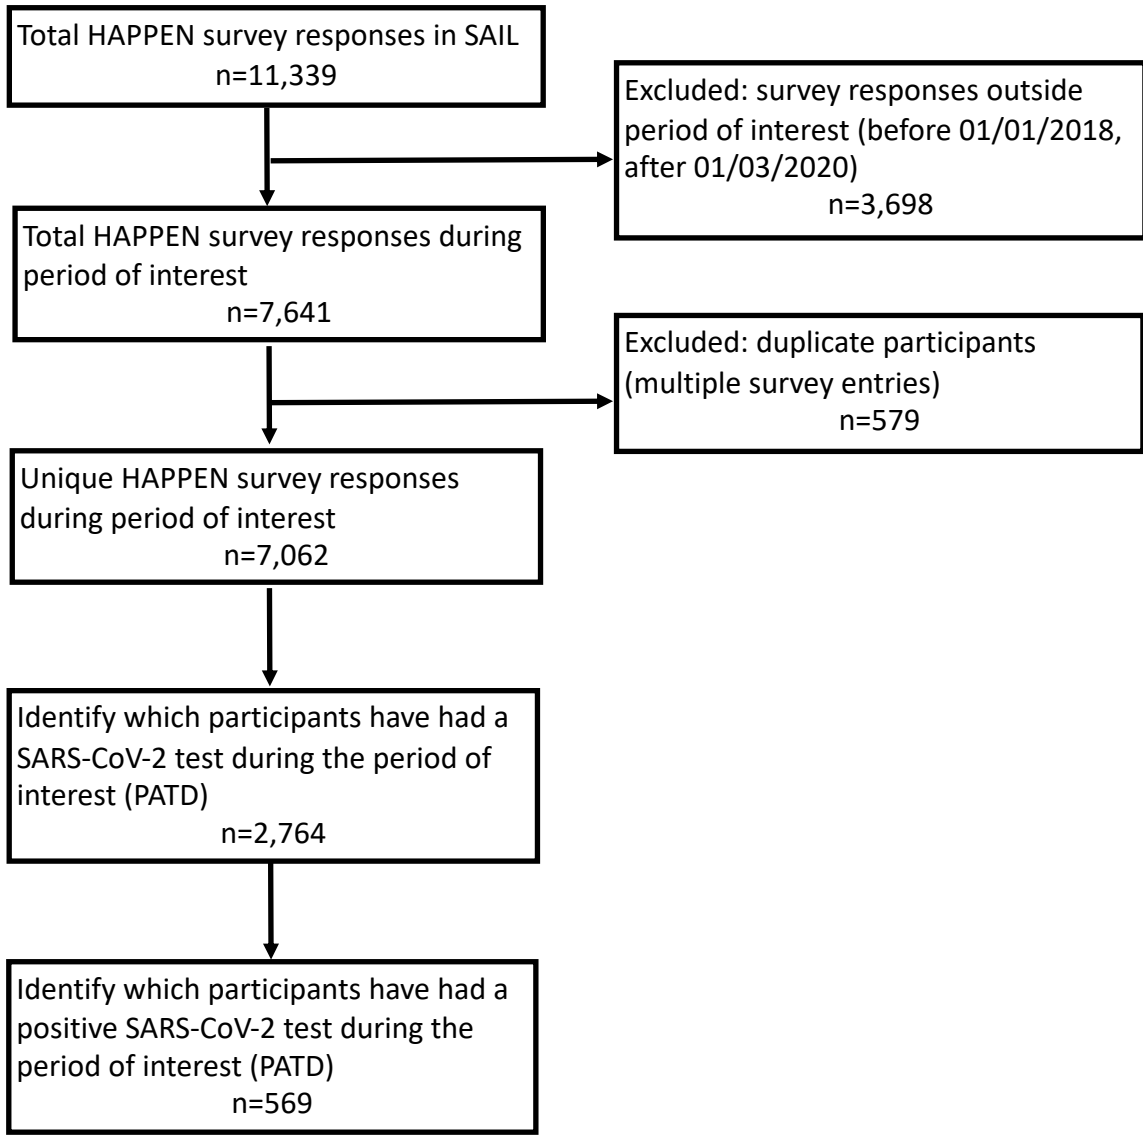 Total HAPPEN survey responses in SAIL
n=11,339
Excluded: survey responses outside
period of interest (before 01/01/2018,
after 01/03/2020)
n=3,698
Total HAPPEN survey responses during
period of interest
n=7,641
Excluded: duplicate participants
(multiple survey entries)
n=579
Unique HAPPEN survey responses
during period of interest
n=7,062
Identify which participants have had a
SARS-CoV-2 test during the period of
interest (PATD)
n=2,764
Identify which participants have had a
positive SARS-CoV-2 test during the
period of interest (PATD)
n=569